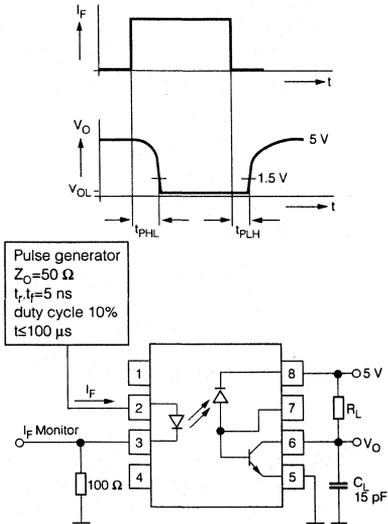 I_F
t
V_O
5 V
1.5 V
V_OL
t
t_PHL
t_PLH
Pulse generator
Z_O=50 Ω
t_r,t_f=5 ns
duty cycle 10%
t≤100 μs
I_F
1
2
3
4
8
7
6
5
5 V
R_L
V_O
C_L
15 pF
I_F Monitor
100 Ω